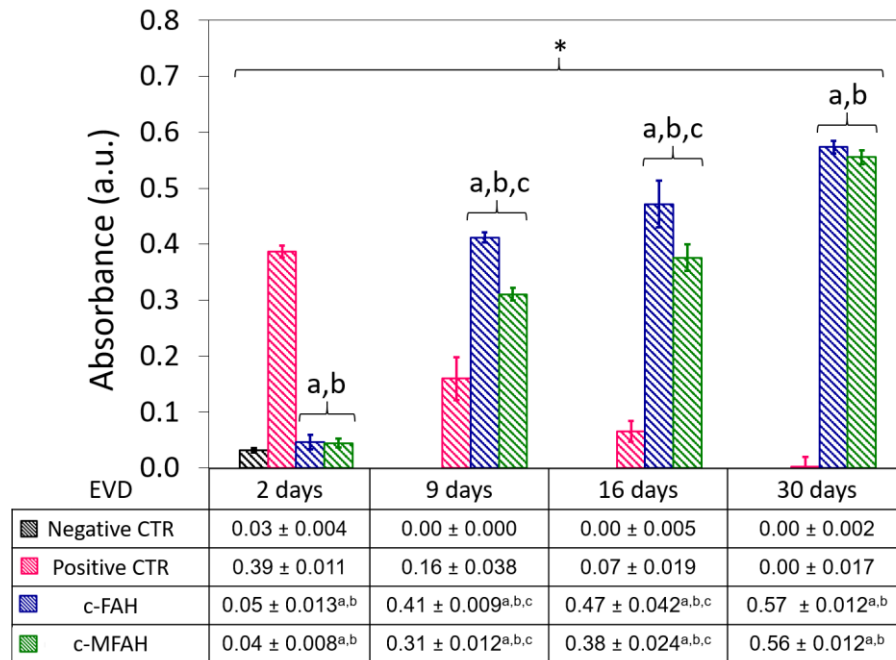 0.8
*
0.7
a,b
0.6
a,b,c
a,b,c
0.5
0.4
Absorbance (a.u.)
0.3
0.2
a,b
0.1
0.0
EVD 2 days 9 days 16 days 30 days
Negative CTR 0.03 ± 0.004 0.00 ± 0.000 0.00 ± 0.005 0.00 ± 0.002
Positive CTR 0.39 ± 0.011 0.16 ± 0.038 0.07 ± 0.019 0.00 ± 0.017
c-FAH 0.05 ± 0.013a,b 0.41 ± 0.009a,b,c 0.47 ± 0.042a,b,c 0.57 ± 0.012a,b
c-MFAH 0.04 ± 0.008a,b 0.31 ± 0.012a,b,c 0.38 ± 0.024a,b,c 0.56 ± 0.012a,b